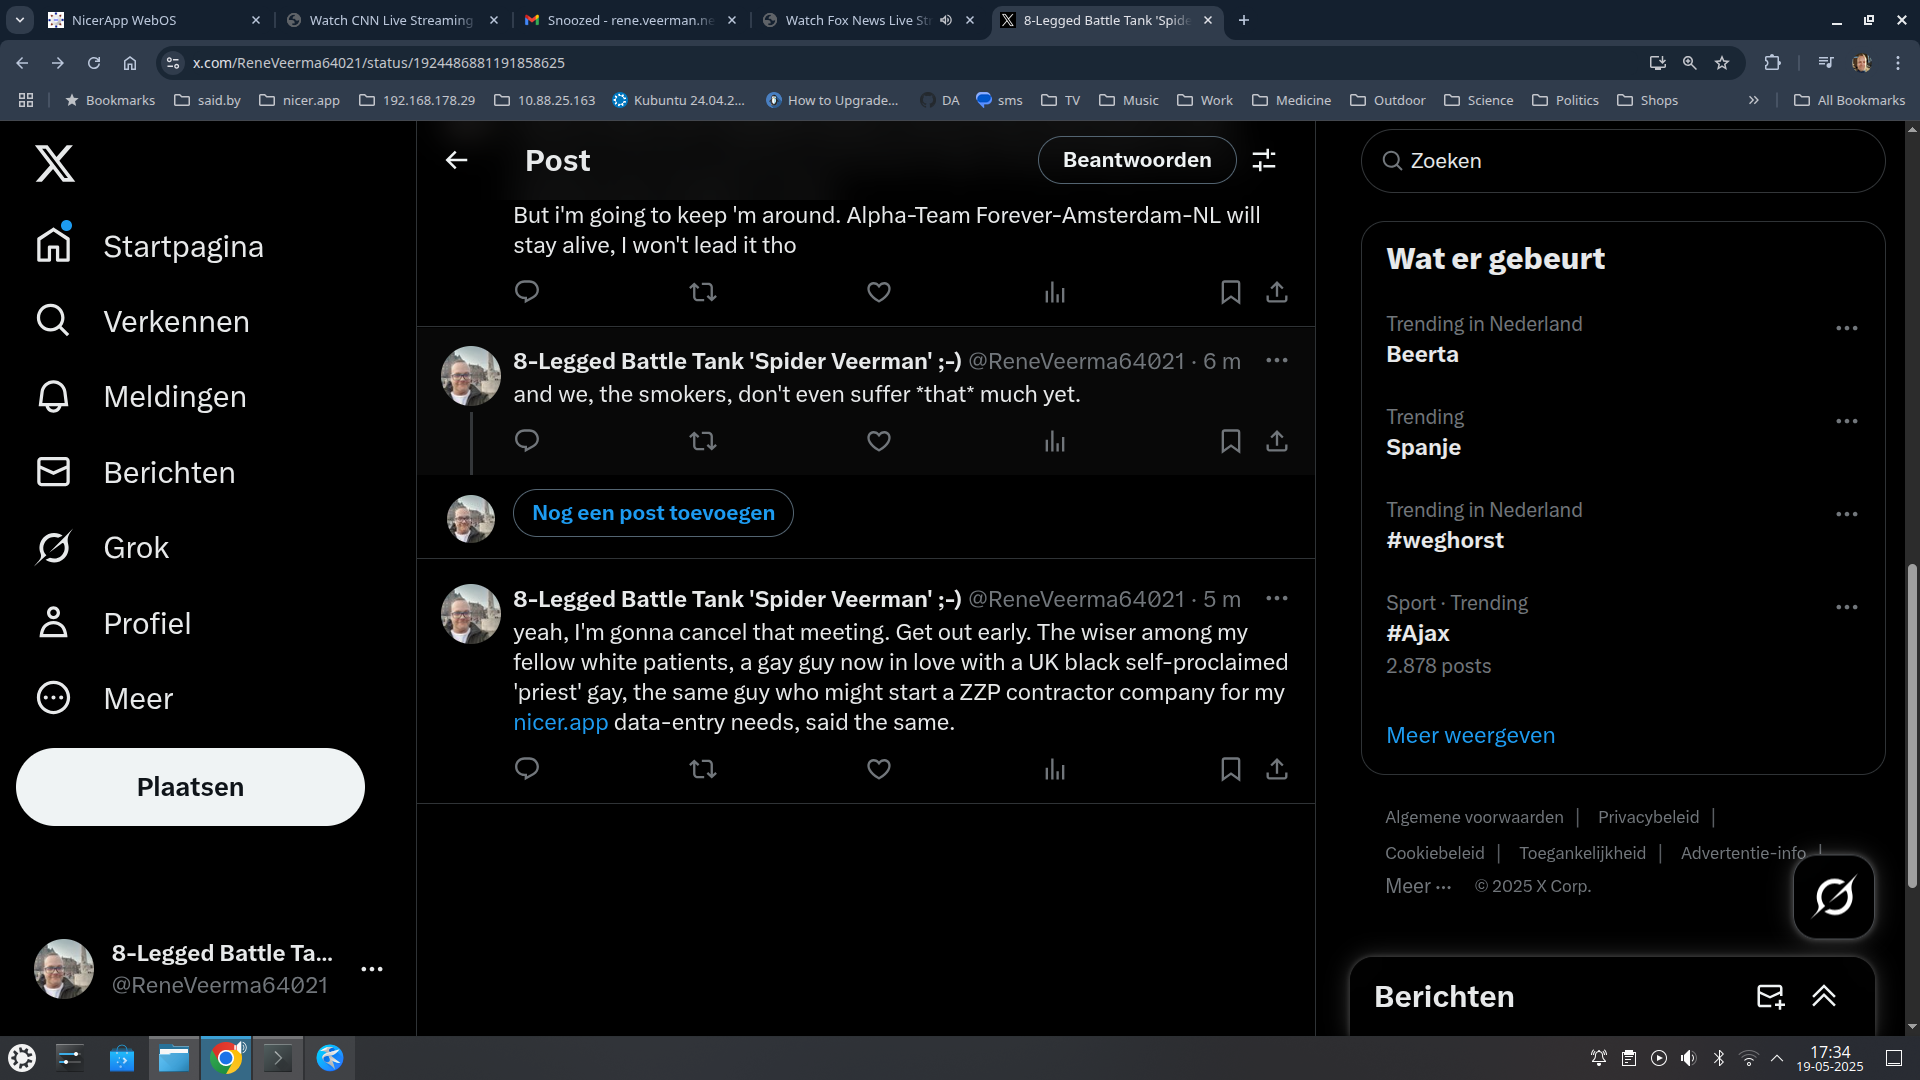 NicerApp WebOS
Watch CNN Live Streaming
Snoozed - rene.veerman.ne
Watch Fox News Live St
8-Legged Battle Tank 'Spide
x.com/ReneVeerma64021/status/1924486881191858625
Bookmarks
said.by
nicer.app
192.168.178.29
10.88.25.163
Kubuntu 24.04.2...
How to Upgrade...
DA
sms
TV
Music
Work
Medicine
Outdoor
Science
Politics
Shops
All Bookmarks
Startpagina
Verkennen
Meldingen
Berichten
Grok
Profiel
Meer
Plaatsen
8-Legged Battle Ta...
@ReneVeerma64021
Post
Beantwoorden
But i'm going to keep 'm around. Alpha-Team Forever-Amsterdam-NL will
stay alive, I won't lead it tho
8-Legged Battle Tank 'Spider Veerman' ;-) @ReneVeerma64021 · 6 m
and we, the smokers, don't even suffer *that* much yet.
Nog een post toevoegen
8-Legged Battle Tank 'Spider Veerman' ;-) @ReneVeerma64021 · 5 m
yeah, I'm gonna cancel that meeting. Get out early. The wiser among my
fellow white patients, a gay guy now in love with a UK black self-proclaimed
'priest' gay, the same guy who might start a ZZP contractor company for my
nicer.app data-entry needs, said the same.
Zoeken
Wat er gebeurt
Trending in Nederland
Beerta
Trending
Spanje
Trending in Nederland
#weghorst
Sport · Trending
#Ajax
2.878 posts
Meer weergeven
Algemene voorwaarden | Privacybeleid |
Cookiebeleid | Toegankelijkheid | Advertentie-info |
Meer ··· © 2025 X Corp.
Berichten
17:34
19-05-2025